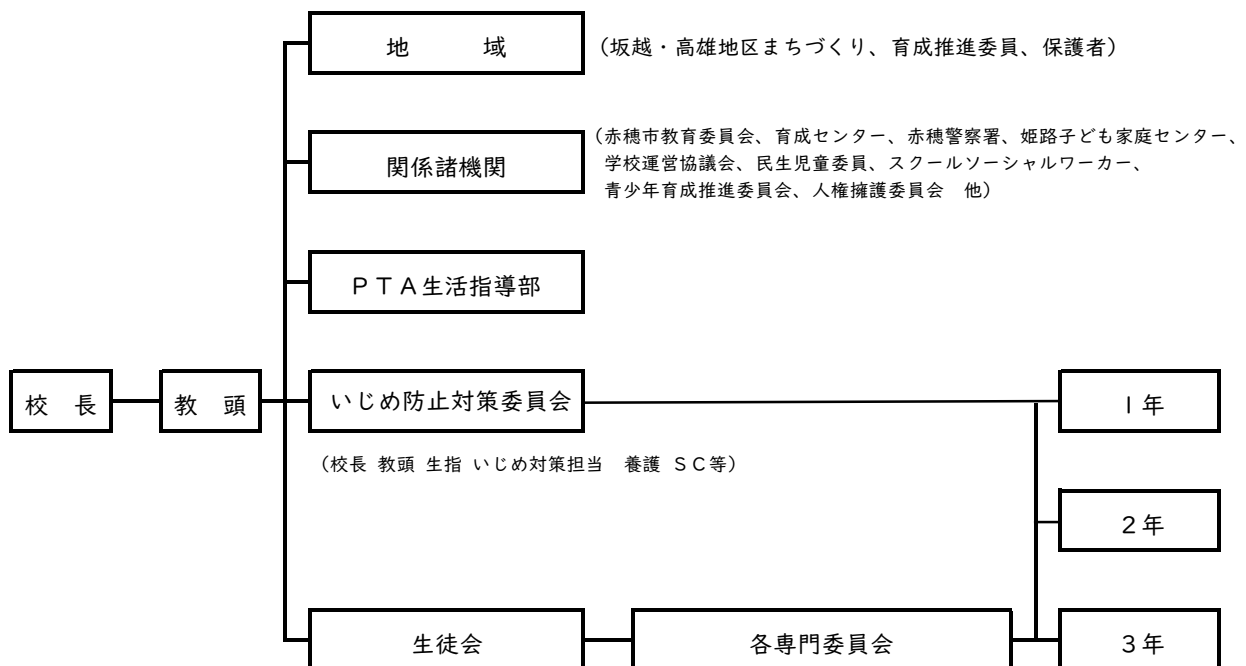 地　　域
（坂越・高雄地区まちづくり、育成推進委員、保護者）
関係諸機関
（赤穂市教育委員会、育成センター、赤穂警察署、姫路子ども家庭センター、
学校運営協議会、民生児童委員、スクールソーシャルワーカー、
青少年育成推進委員会、人権擁護委員会　他）
ＰＴＡ生活指導部
校　長
教　頭
いじめ防止対策委員会
１年
（校長 教頭 生指 いじめ対策担当　養護 ＳＣ等）
２年
生徒会
各専門委員会
３年